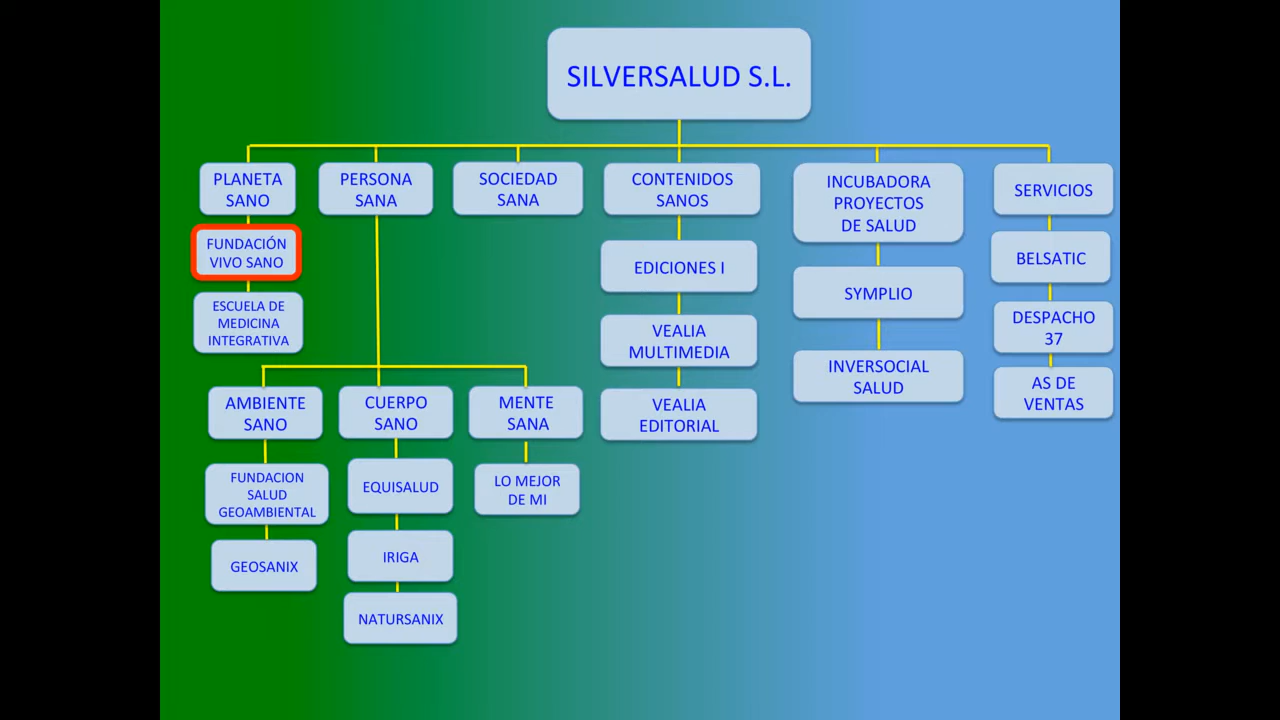 SILVERSALUD S.L.
PLANETA
SANO
PERSONA
SANA
SOCIEDAD
SANA
CONTENIDOS
SANOS
INCUBADORA
PROYECTOS
DE SALUD
SERVICIOS
FUNDACIÓN
VIVO SANO
ESCUELA DE
MEDICINA
INTEGRATIVA
EDICIONES I
VEALIA
MULTIMEDIA
VEALIA
EDITORIAL
SYMPLIO
INVERSOCIAL
SALUD
BELSATIC
DESPACHO
37
AS DE
VENTAS
AMBIENTE
SANO
CUERPO
SANO
MENTE
SANA
FUNDACION
SALUD
GEOAMBIENTAL
GEOSANIX
EQUISALUD
IRIGA
NATURSANIX
LO MEJOR
DE MI